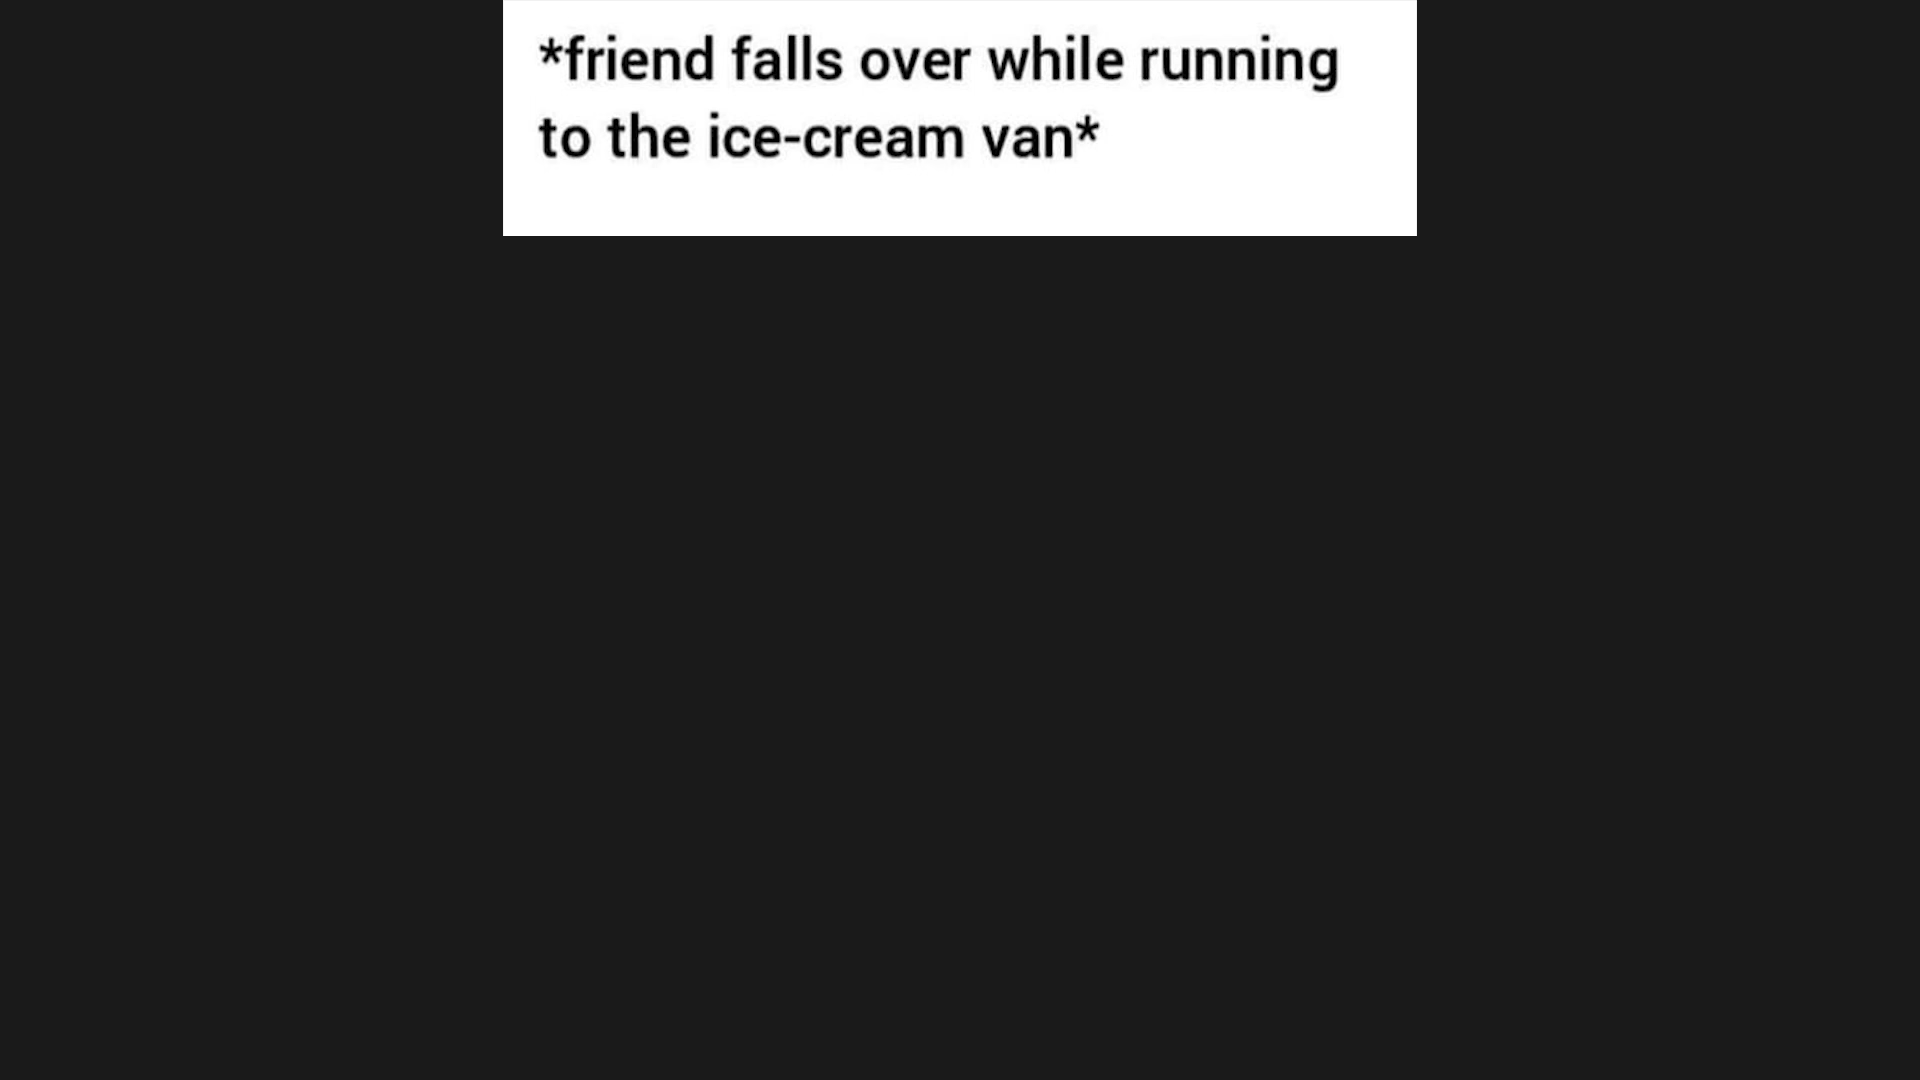 *friend falls over while running
to the ice-cream van*